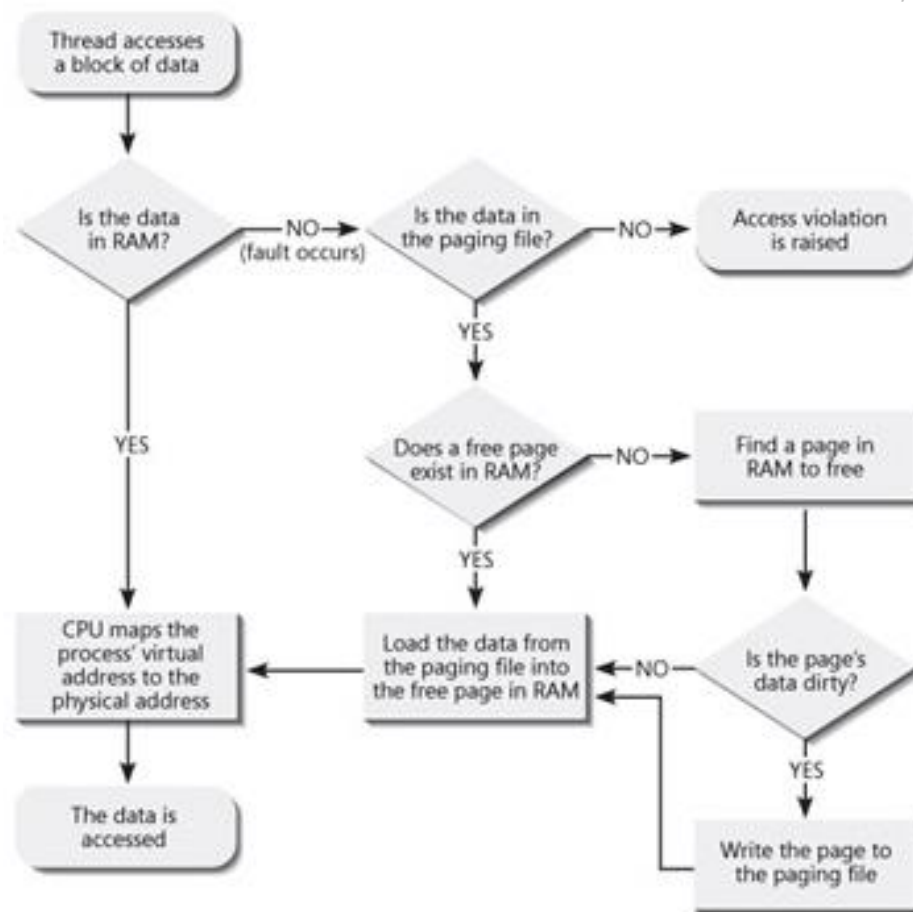 Thread accesses
a block of data
Is the data
in RAM?
NO
(fault occurs)
Is the data in
the paging file?
NO
Access violation
is raised
YES
YES
Does a free page
exist in RAM?
NO
Find a page in
RAM to free
YES
CPU maps the
process' virtual
address to the
physical address
Load the data from
the paging file into
the free page in RAM
NO
Is the page's
data dirty?
YES
The data is
accessed
Write the page to
the paging file